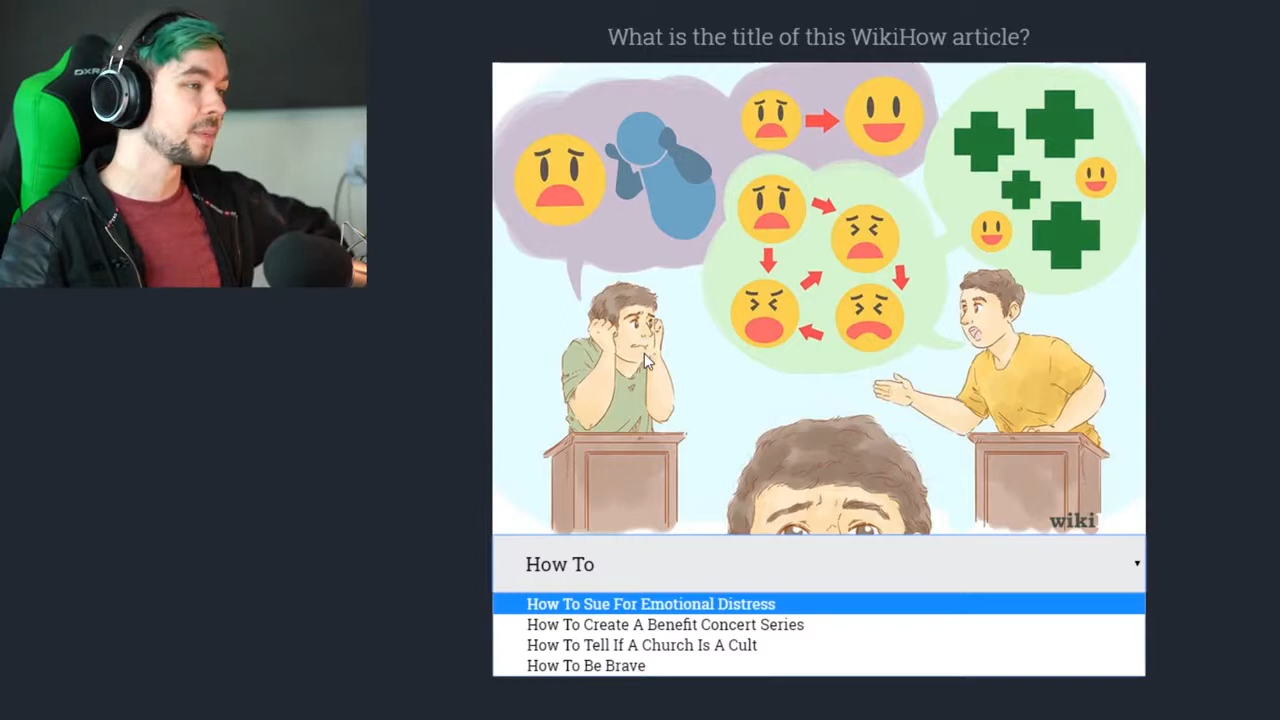 What is the title of this WikiHow article?
DXR
wiki
How To
How To Sue For Emotional Distress
How To Create A Benefit Concert Series
How To Tell If A Church Is A Cult
How To Be Brave